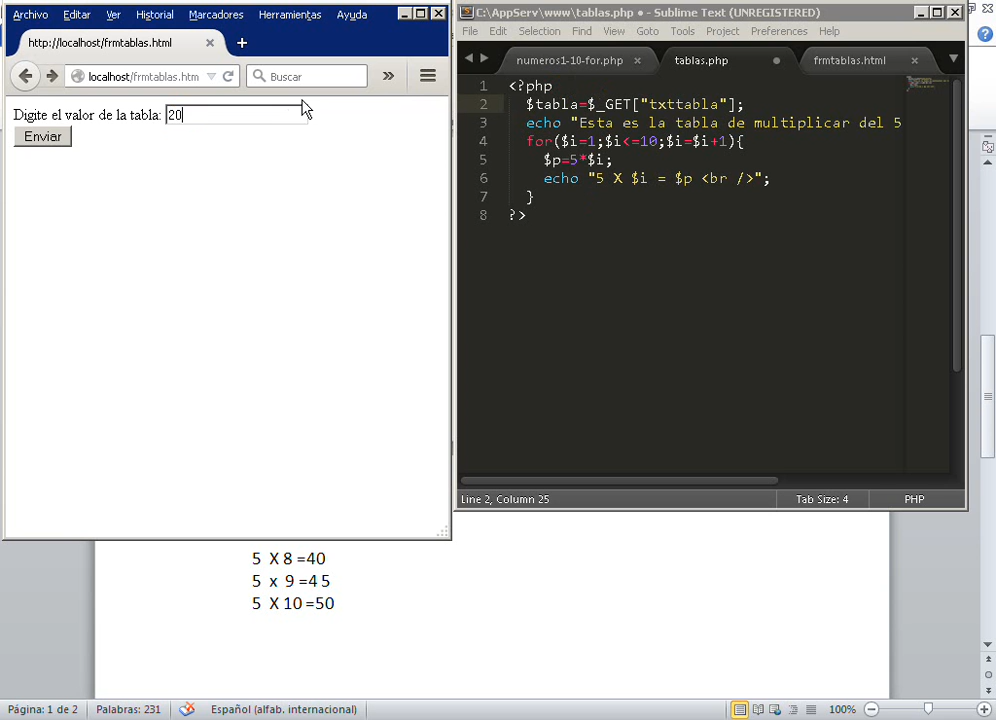 Archivo Editar Ver Historial Marcadores Herramientas Ayuda
http://localhost/frmtablas.html
localhost/frmtablas.htm
Buscar
Digite el valor de la tabla: 20
Enviar
C:\AppServ\www\tablas.php • - Sublime Text (UNREGISTERED)
File Edit Selection Find View Goto Tools Project Preferences Help
numeros1-10-for.php tablas.php frmtablas.html
1 <?php
2 $tabla=$_GET["txttabla"];
3 echo "Esta es la tabla de multiplicar del 5
4 for($i=1;$i<=10;$i=$i+1){
5 $p=5*$i;
6 echo "5 X $i = $p <br />";
7 }
8 ?>
Line 2, Column 25 Tab Size: 4 PHP
5 X 8 =40
5 x 9 =4 5
5 X 10 =50
Página: 1 de 2 Palabras: 231 Español (alfab. internacional) 100%